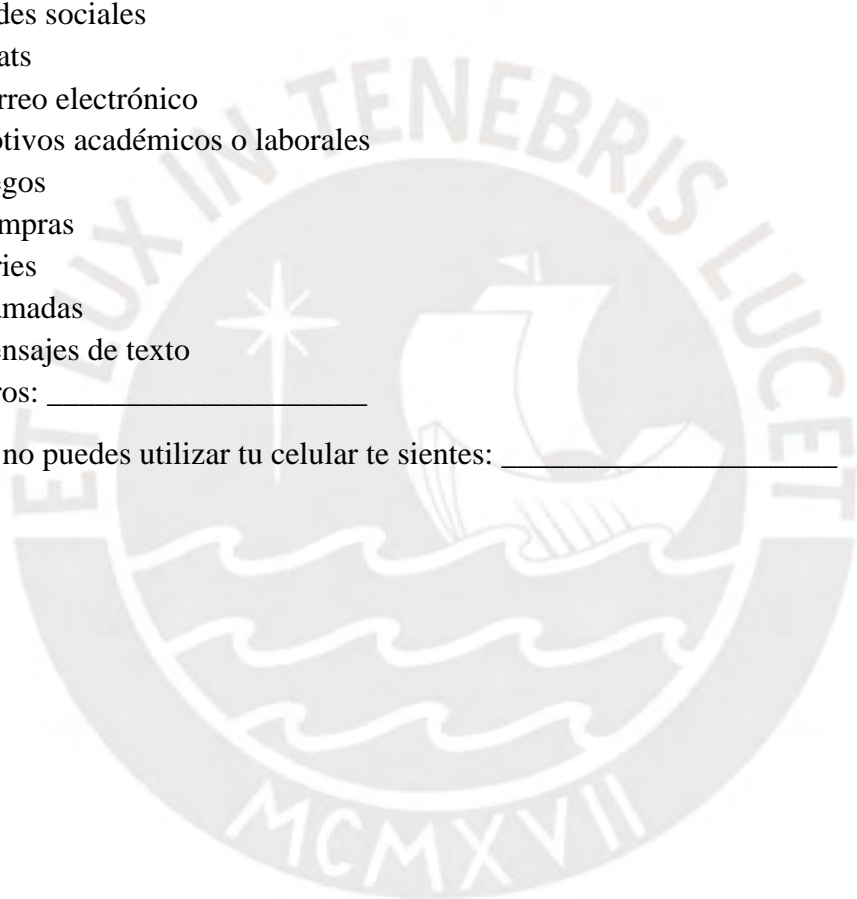 des sociales
ats
rreo electrónico
otivos académicos o laborales
egos
mpras
ries
amadas
ensajes de texto
ros: ____________________
no puedes utilizar tu celular te sientes: _____________________
ET LUX IN TENEBRIS LUCET
MCMXVII